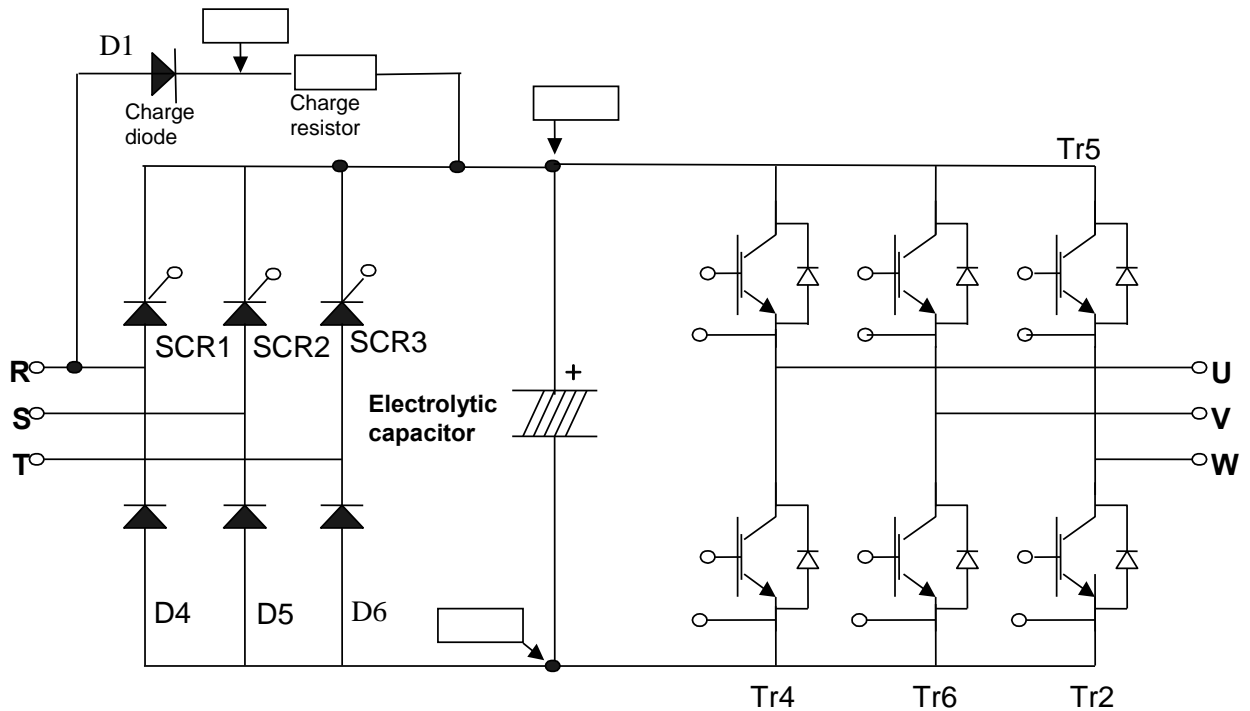 D1
Charge
diode
Charge
resistor
Tr5
SCR1
SCR2
SCR3
R
S
T
Electrolytic
capacitor
+
U
V
W
D4
D5
D6
Tr4
Tr6
Tr2